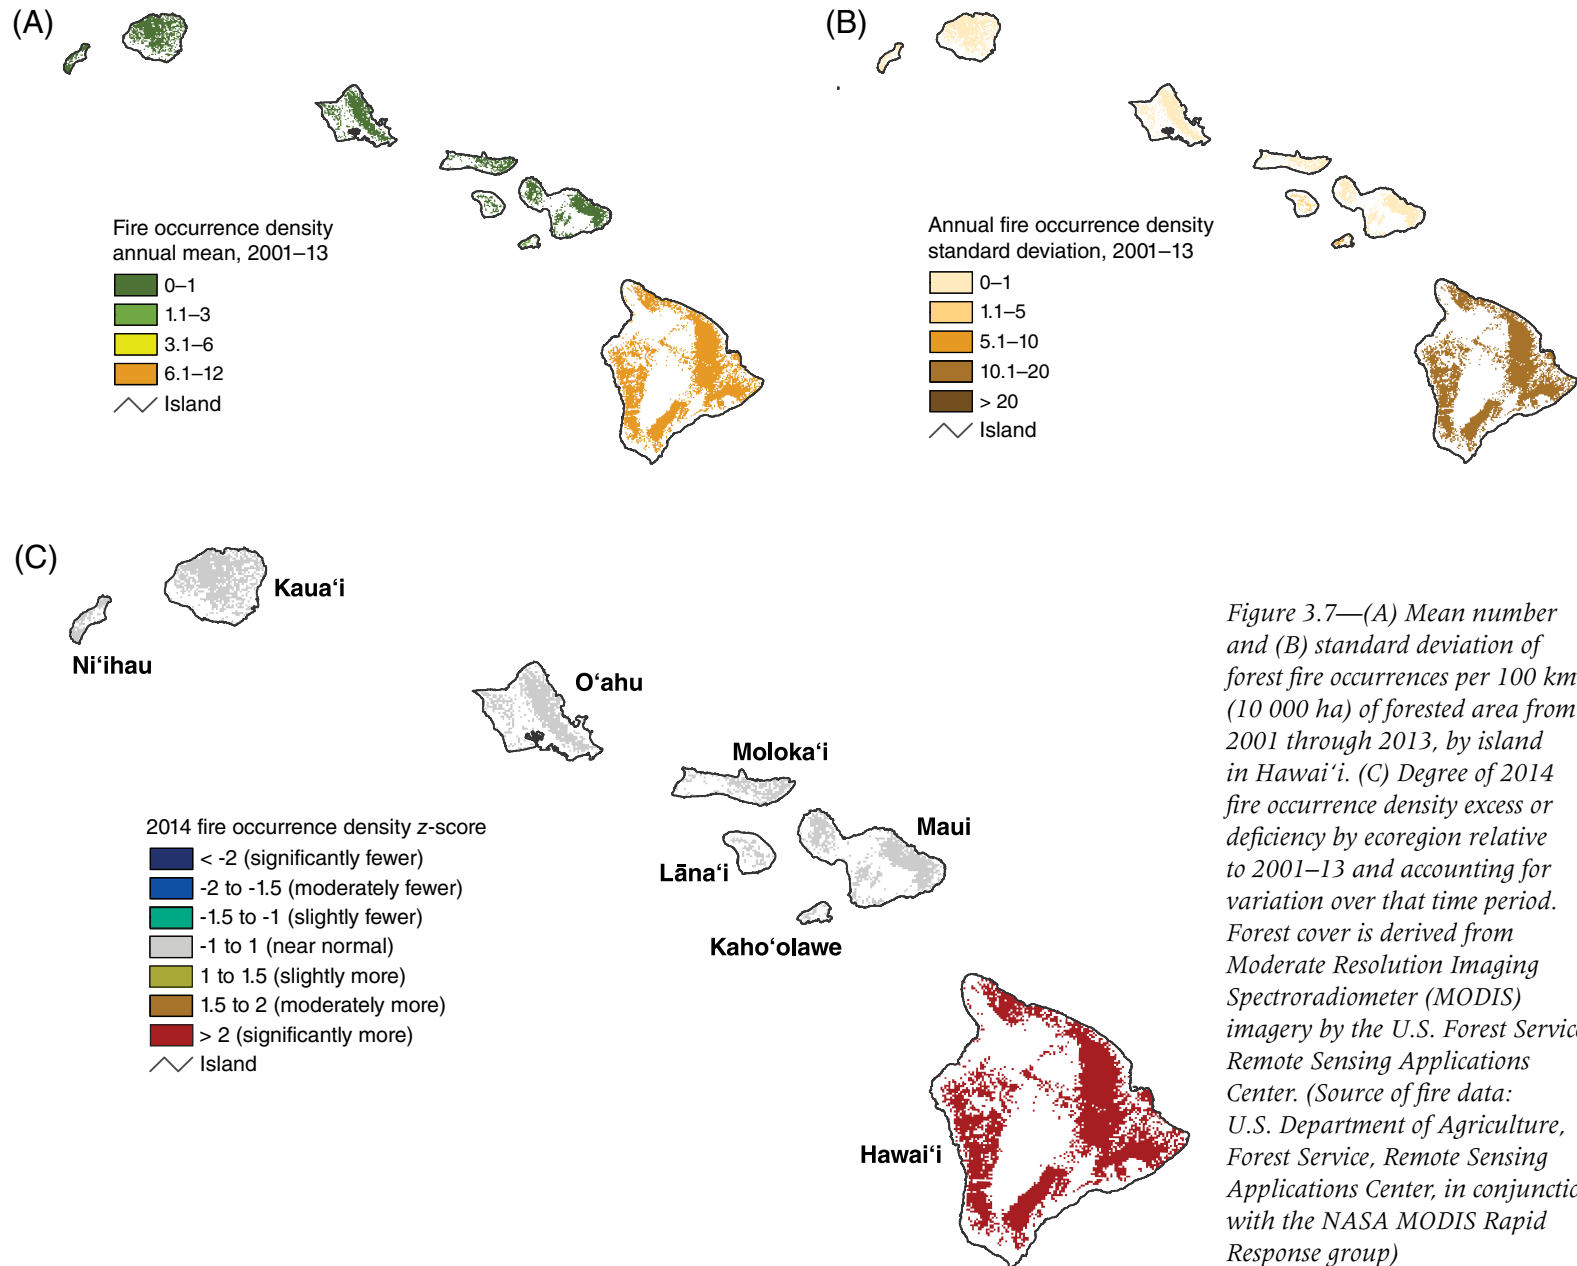 (A)
Fire occurrence density
annual mean, 2001–13
0–1
1.1–3
3.1–6
6.1–12
Island
(B)
Annual fire occurrence density
standard deviation, 2001–13
0–1
1.1–5
5.1–10
10.1–20
> 20
Island
(C)
Kaua‘i
Ni‘ihau
O‘ahu
Moloka‘i
Maui
Lāna‘i
Kaho‘olawe
Hawai‘i
2014 fire occurrence density z-score
< -2 (significantly fewer)
-2 to -1.5 (moderately fewer)
-1.5 to -1 (slightly fewer)
-1 to 1 (near normal)
1 to 1.5 (slightly more)
1.5 to 2 (moderately more)
> 2 (significantly more)
Island
Figure 3.7—(A) Mean number
and (B) standard deviation of
forest fire occurrences per 100 km
(10 000 ha) of forested area from
2001 through 2013, by island
in Hawai‘i. (C) Degree of 2014
fire occurrence density excess or
deficiency by ecoregion relative
to 2001–13 and accounting for
variation over that time period.
Forest cover is derived from
Moderate Resolution Imaging
Spectroradiometer (MODIS)
imagery by the U.S. Forest Service
Remote Sensing Applications
Center. (Source of fire data:
U.S. Department of Agriculture,
Forest Service, Remote Sensing
Applications Center, in conjunctio
with the NASA MODIS Rapid
Response group)